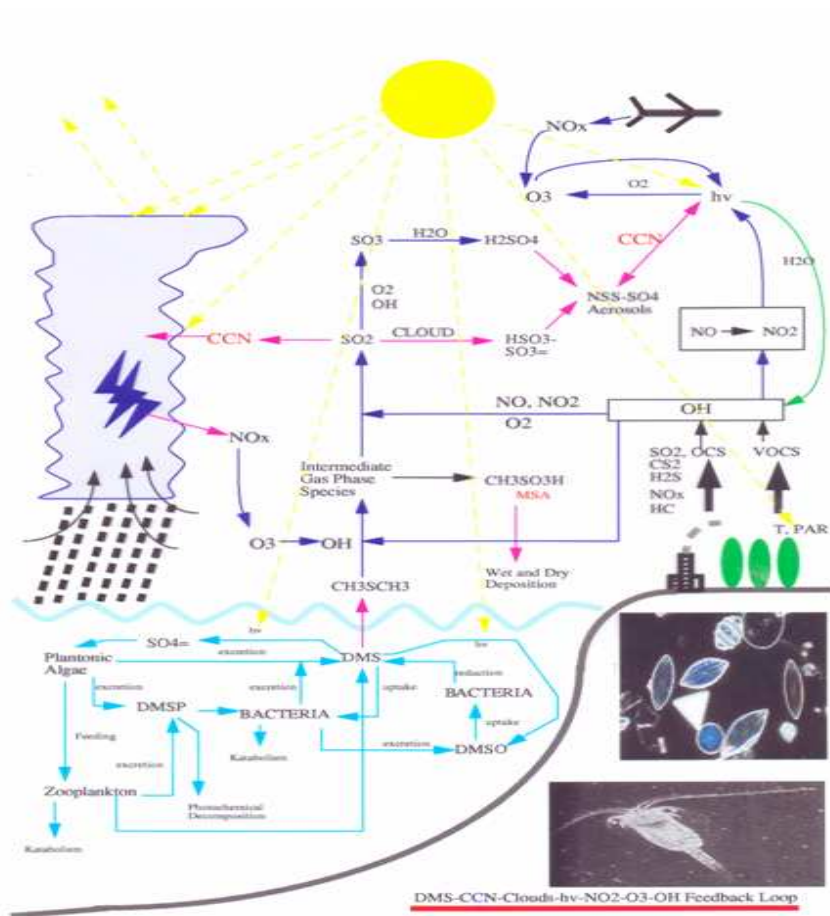 NOx
O3
O2
hv
SO3
H2O
H2SO4
CCN
H2O
O2
OH
NSS-SO4
Aerosols
NO
NO2
CCN
SO2
CLOUD
HSO3-
SO3=
NO, NO2
O2
OH
NOx
Intermediate
Gas Phase
Species
CH3SO3H
MSA
SO2, OCS
CS2
H2S
NOx
HC
VOCS
O3
OH
T, PAR
CH3SCH3
Wet and Dry
Deposition
hv
hv
SO4=
excretion
Plantonic
Algae
DMS
excretion
excretion
uptake
reduction
BACTERIA
DMSP
BACTERIA
uptake
Feeding
Katabolism
excretion
DMSO
excretion
Zooplankton
Photochemical
Decomposition
Katabolism
DMS-CCN-Clouds-hv-NO2-O3-OH Feedback Loop